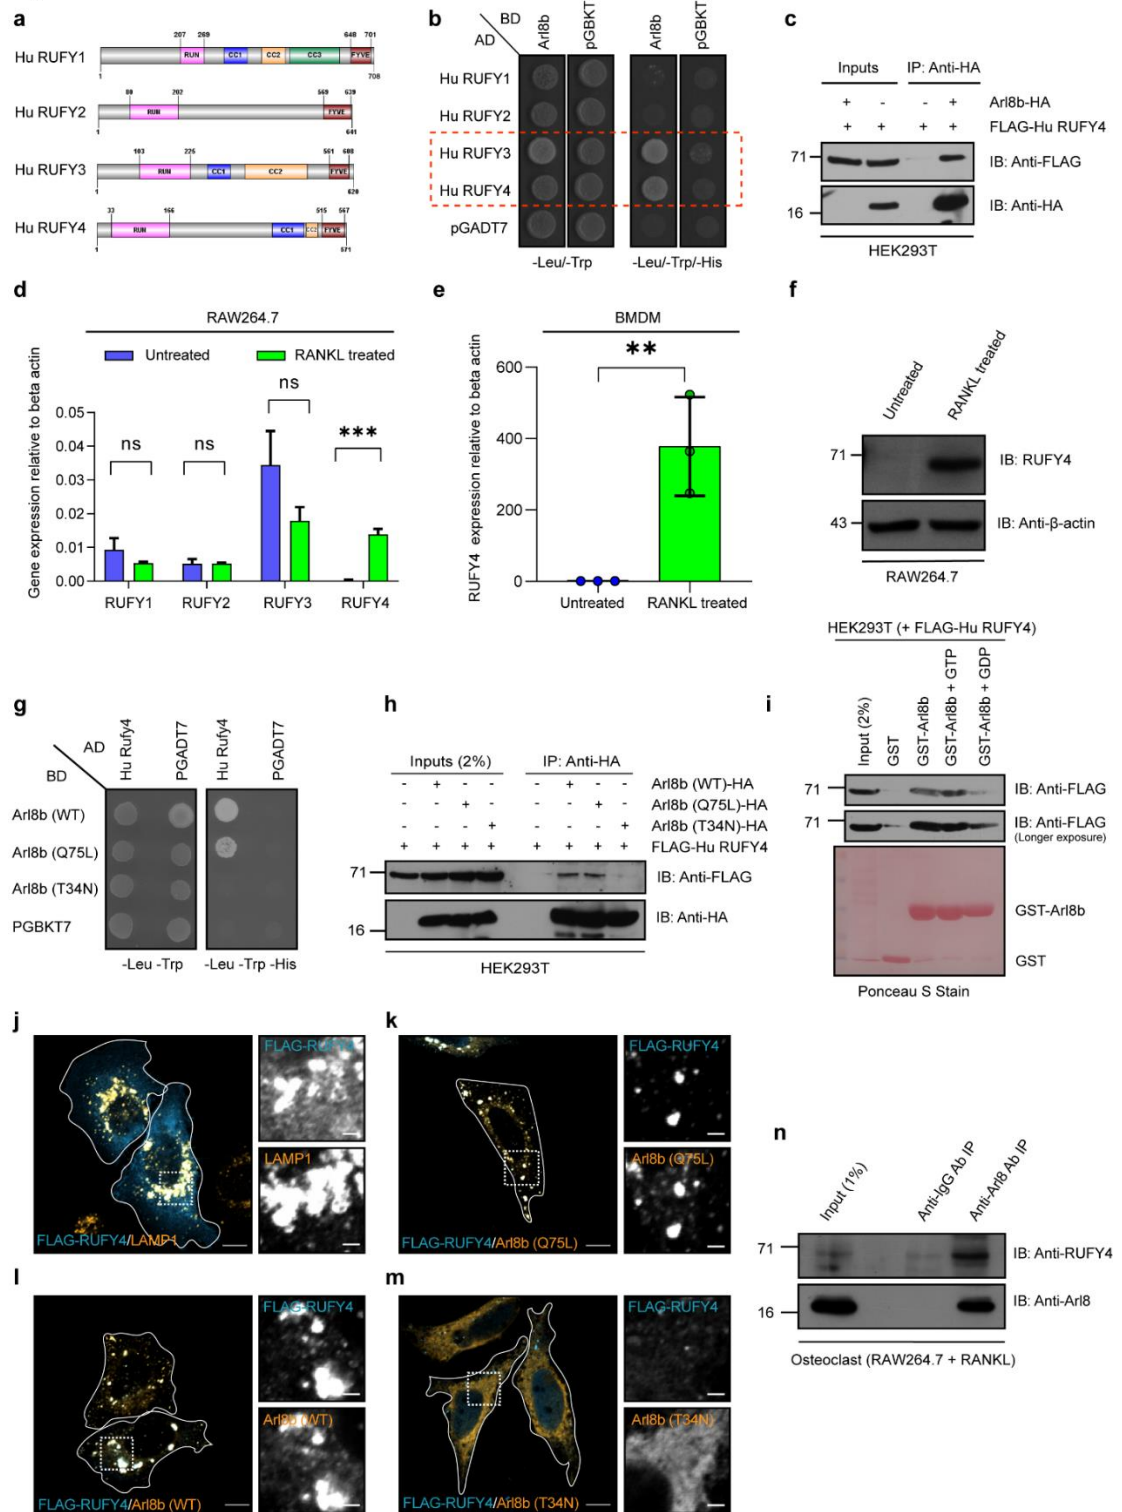 a
Hu RUFY1
207 269 648 701
RUN CC1 CC2 CC3 FYVE
1 708
Hu RUFY2
80 202 569 639
RUN FYVE
1 641
Hu RUFY3
103 225 561 608
RUN CC1 CC2 FYVE
1 620
Hu RUFY4
33 166 515 567
RUN CC1 CC2 FYVE
1 571
b
BD
AD
Arl8b pGBKT Arl8b pGBKT
Hu RUFY1
Hu RUFY2
Hu RUFY3
Hu RUFY4
pGADT7
-Leu/-Trp -Leu/-Trp/-His
c
Inputs IP: Anti-HA
+ - - + Arl8b-HA
+ + + + FLAG-Hu RUFY4
71 IB: Anti-FLAG
16 IB: Anti-HA
HEK293T
d
RAW264.7
Untreated RANKL treated
Gene expression relative to beta actin
0.05
0.04
0.03
0.02
0.01
0.00
ns ns ns ***
RUFY1 RUFY2 RUFY3 RUFY4
e
BMDM
**
RUFY4 expression relative to beta actin
600
400
200
0
Untreated RANKL treated
f
Untreated RANKL treated
71 IB: RUFY4
43 IB: Anti-β-actin
RAW264.7
g
AD
BD
Hu Rufy4 PGADT7 Hu Rufy4 PGADT7
Arl8b (WT)
Arl8b (Q75L)
Arl8b (T34N)
PGBKT7
-Leu -Trp -Leu -Trp -His
h
Inputs (2%) IP: Anti-HA
- + - - - + - - Arl8b (WT)-HA
- - + - - - + - Arl8b (Q75L)-HA
- - - + - - - + Arl8b (T34N)-HA
+ + + + + + + + FLAG-Hu RUFY4
71 IB: Anti-FLAG
16 IB: Anti-HA
HEK293T
i
HEK293T (+ FLAG-Hu RUFY4)
Input (2%) GST GST-Arl8b GST-Arl8b + GTP GST-Arl8b + GDP
71 IB: Anti-FLAG
71 IB: Anti-FLAG
(Longer exposure)
GST-Arl8b
GST
Ponceau S Stain
j
FLAG-RUFY4/LAMP1
FLAG-RUFY4
LAMP1
k
FLAG-RUFY4/Arl8b (Q75L)
FLAG-RUFY4
Arl8b (Q75L)
l
FLAG-RUFY4/Arl8b (WT)
FLAG-RUFY4
Arl8b (WT)
m
FLAG-RUFY4/Arl8b (T34N)
FLAG-RUFY4
Arl8b (T34N)
n
Input (1%) Anti-IgG Ab IP Anti-Arl8 Ab IP
71 IB: Anti-RUFY4
16 IB: Anti-Arl8
Osteoclast (RAW264.7 + RANKL)